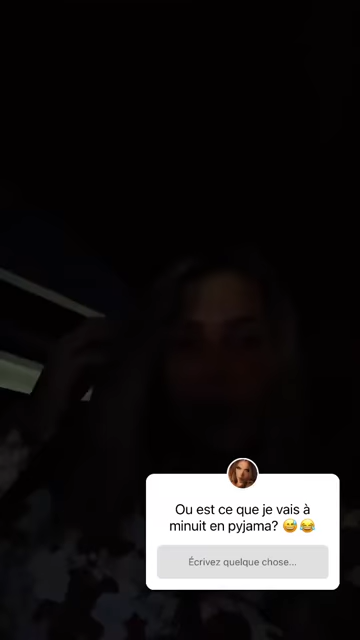 Ou est ce que je vais à
minuit en pyjama? 😅😂
Écrivez quelque chose...